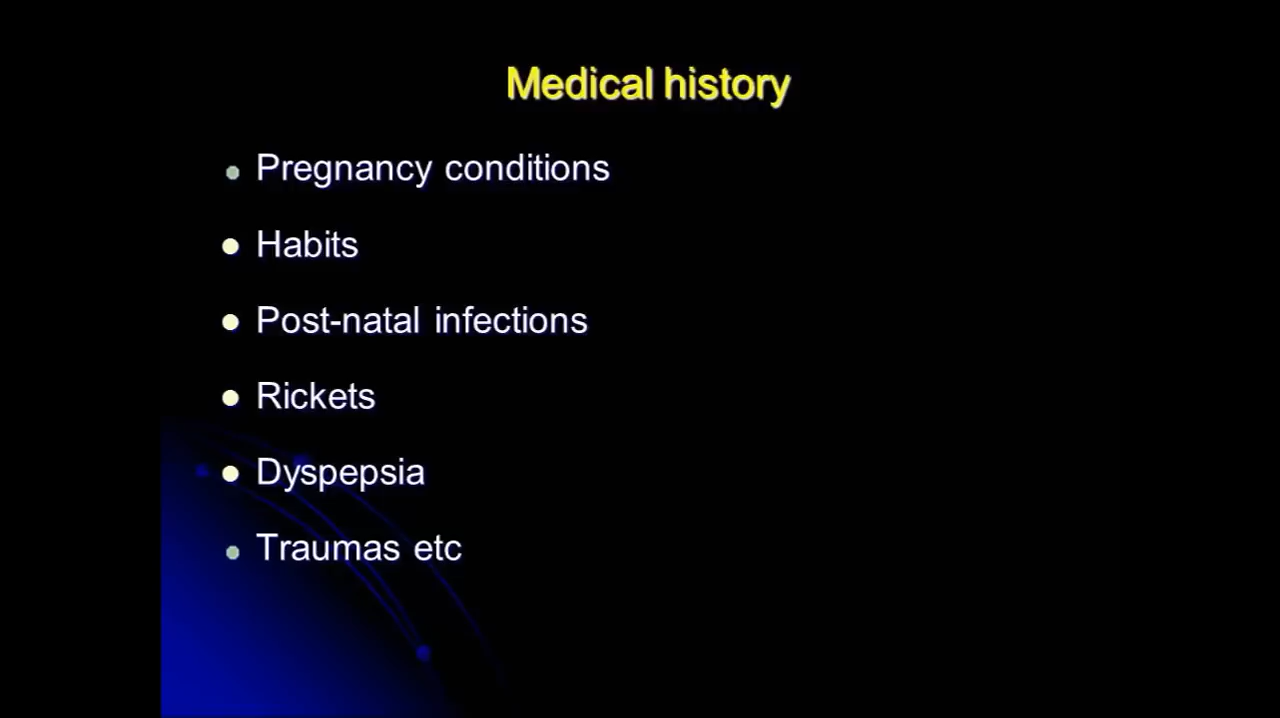 Medical history
Pregnancy conditions
Habits
Post-natal infections
Rickets
Dyspepsia
Traumas etc